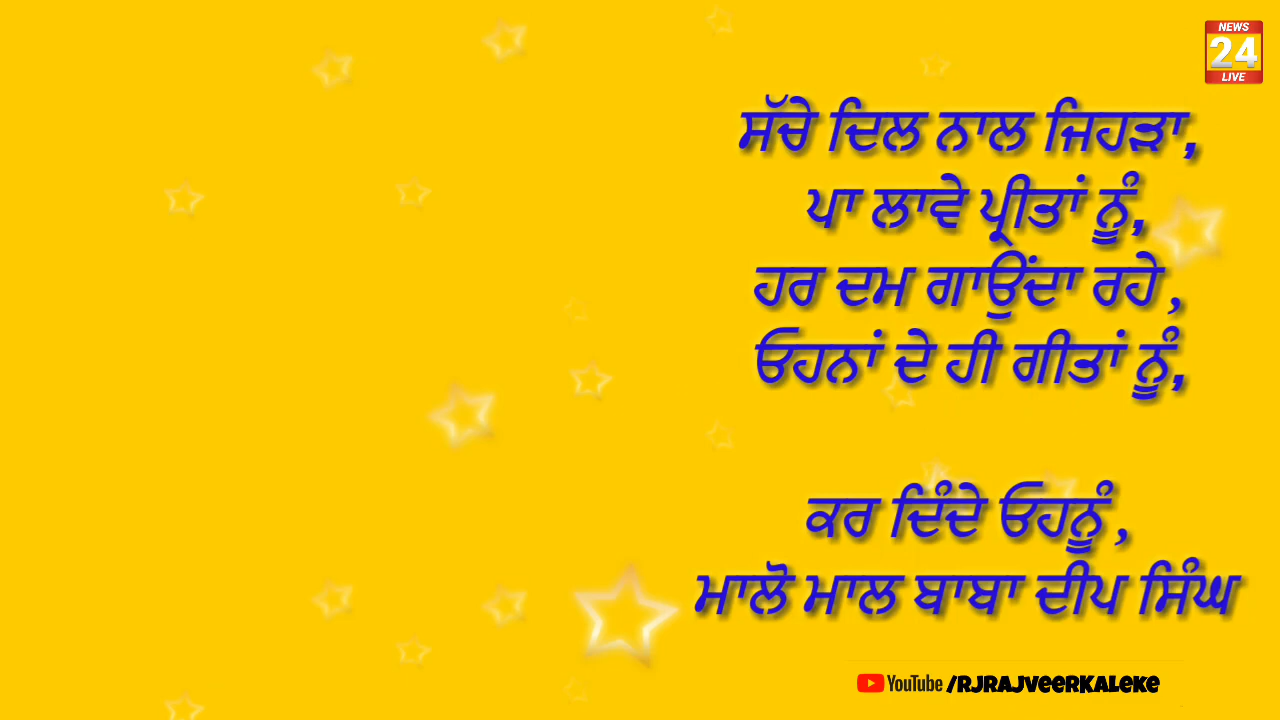 NEWS
24
LIVE
ਸੱਚੇ ਦਿਲ ਨਾਲ ਜਿਹੜਾ,
ਪਾ ਲਾਵੇ ਪ੍ਰੀਤਾਂ ਨੂੰ,
ਹਰ ਦਮ ਗਾਉਂਦਾ ਰਹੇ ,
ਓਹਨਾਂ ਦੇ ਹੀ ਗੀਤਾਂ ਨੂੰ,
ਕਰ ਦਿੰਦੇ ਓਹਨੂੰ ,
ਮਾਲੋ ਮਾਲ ਬਾਬਾ ਦੀਪ ਸਿੰਘ
YouTube /RJRAJVEERKALEKE